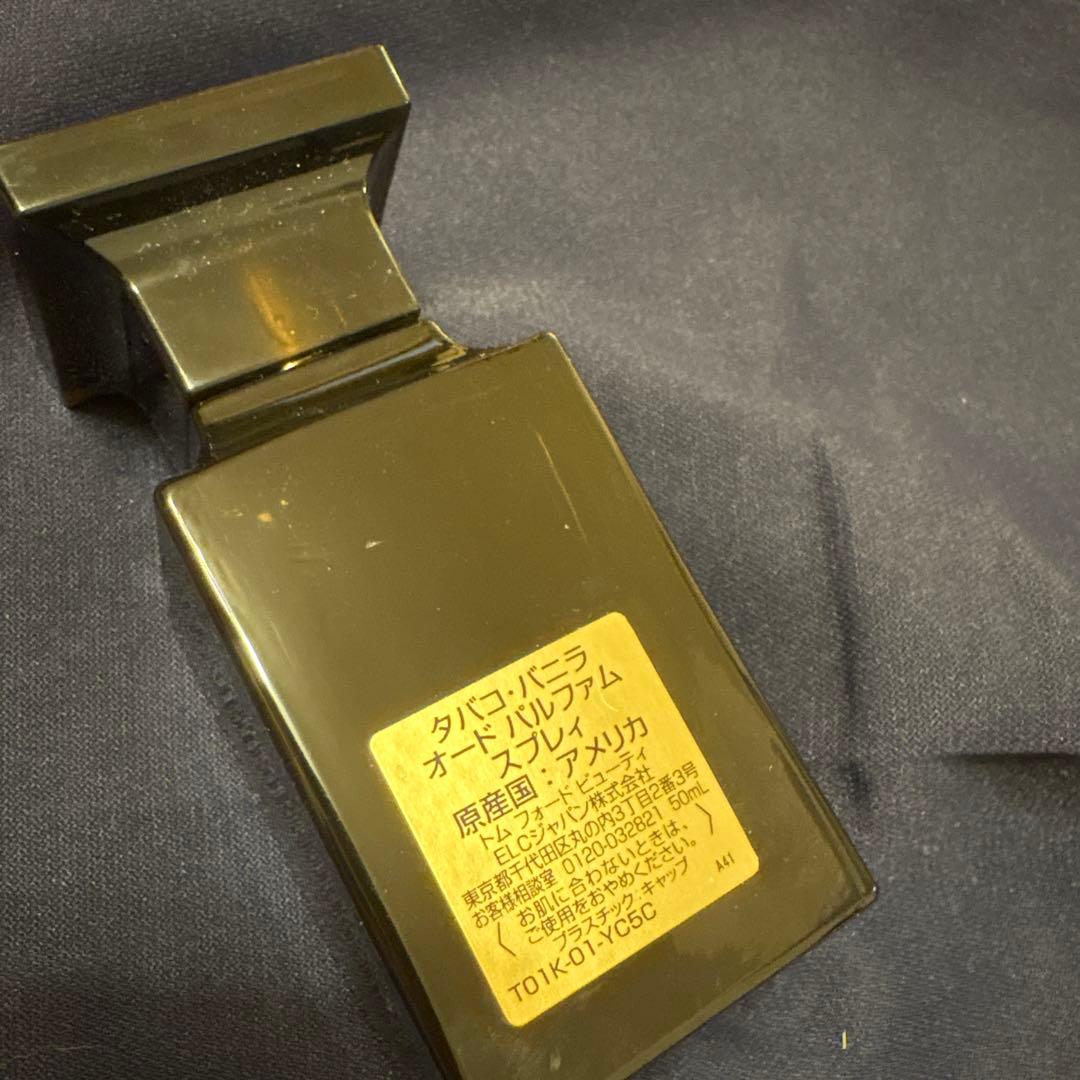 タバコ・バニラ
オード パルファム
スプレィ
原産国：アメリカ
トム フォード ビューティ
ELCジャパン株式会社
東京都千代田区丸の内3丁目2番3号
お客様相談室 0120-032821 50mL
〈 お肌に合わないときは、 〉
ご使用をおやめください。
プラスチック：キャップ
A41
T01K-01-YC5C